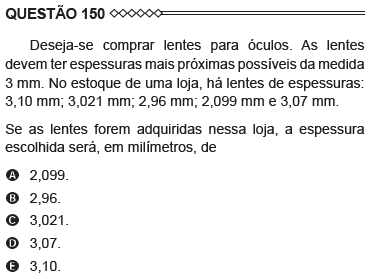 QUESTÃO 150
Deseja-se comprar lentes para óculos. As lentes
devem ter espessuras mais próximas possíveis da medida
3 mm. No estoque de uma loja, há lentes de espessuras:
3,10 mm; 3,021 mm; 2,96 mm; 2,099 mm e 3,07 mm.
Se as lentes forem adquiridas nessa loja, a espessura
escolhida será, em milímetros, de
A 2,099.
B 2,96.
C 3,021.
D 3,07.
E 3,10.